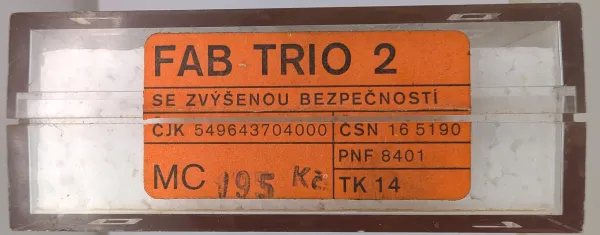 FAB TRIO 2
SE ZVÝŠENOU BEZPEČNOSTÍ
CJK 549643704000
ČSN 16 5190
PNF 8401
MC 195 Kč
TK 14